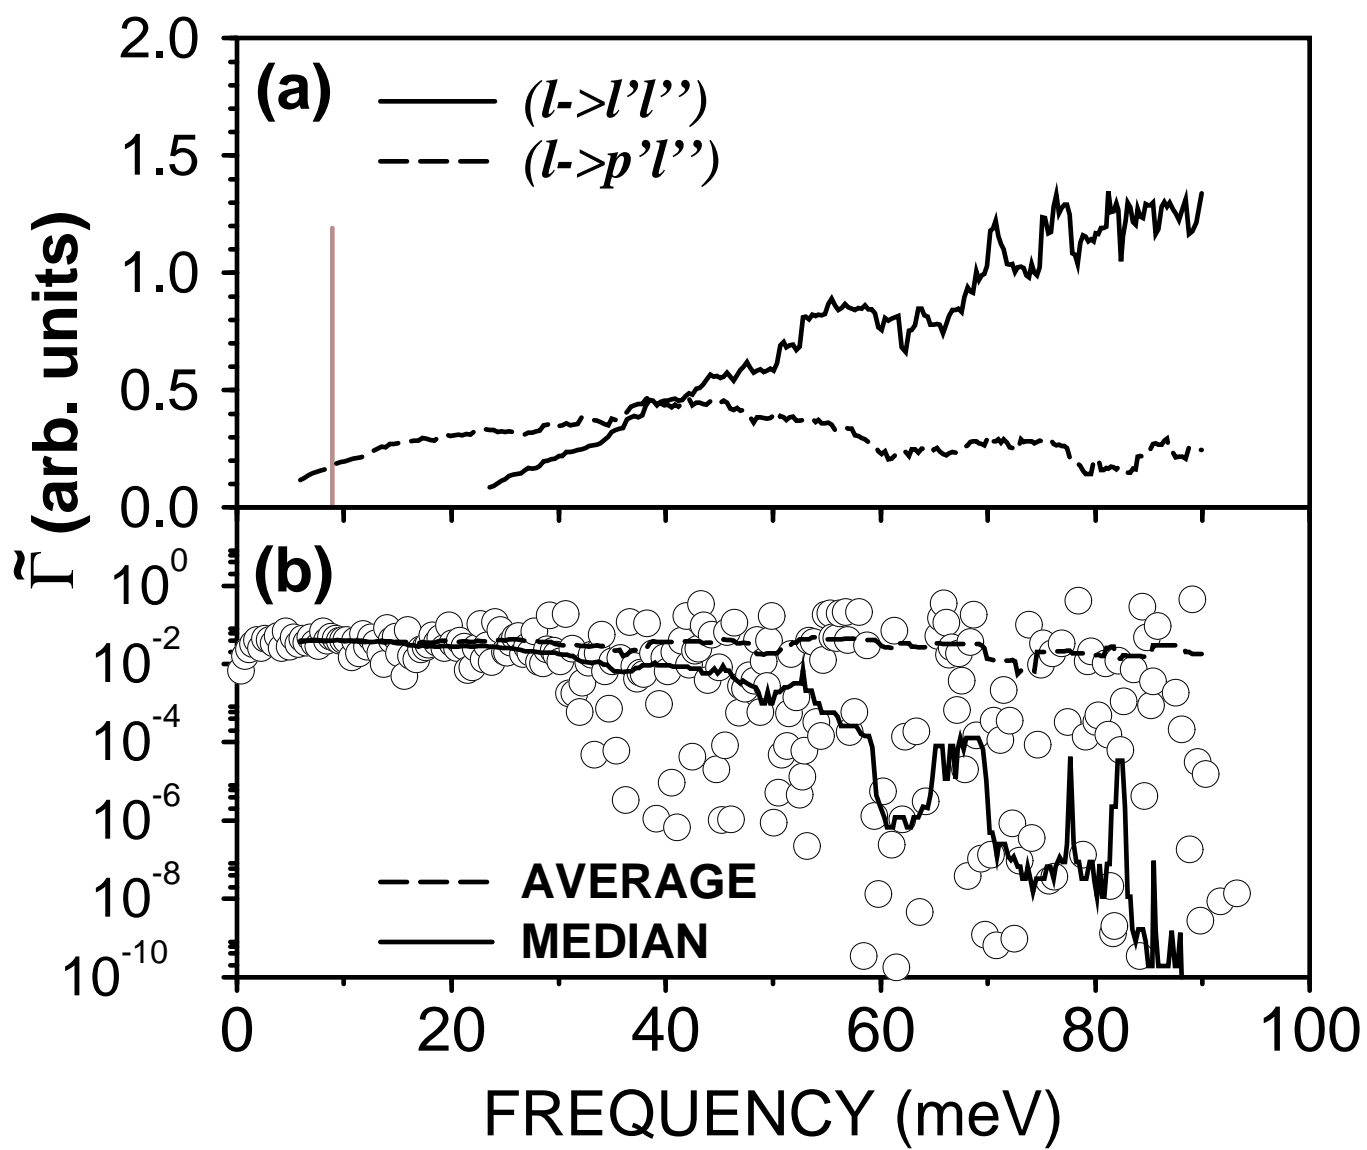 2.0
(a)
(l->l’l’’)
(l->p’l’’)
1.5
1.0
0.5
0.0
Γ̃ (arb. units)
(b)
10^0
10^-2
10^-4
10^-6
10^-8
10^-10
AVERAGE
MEDIAN
0 20 40 60 80 100
FREQUENCY (meV)